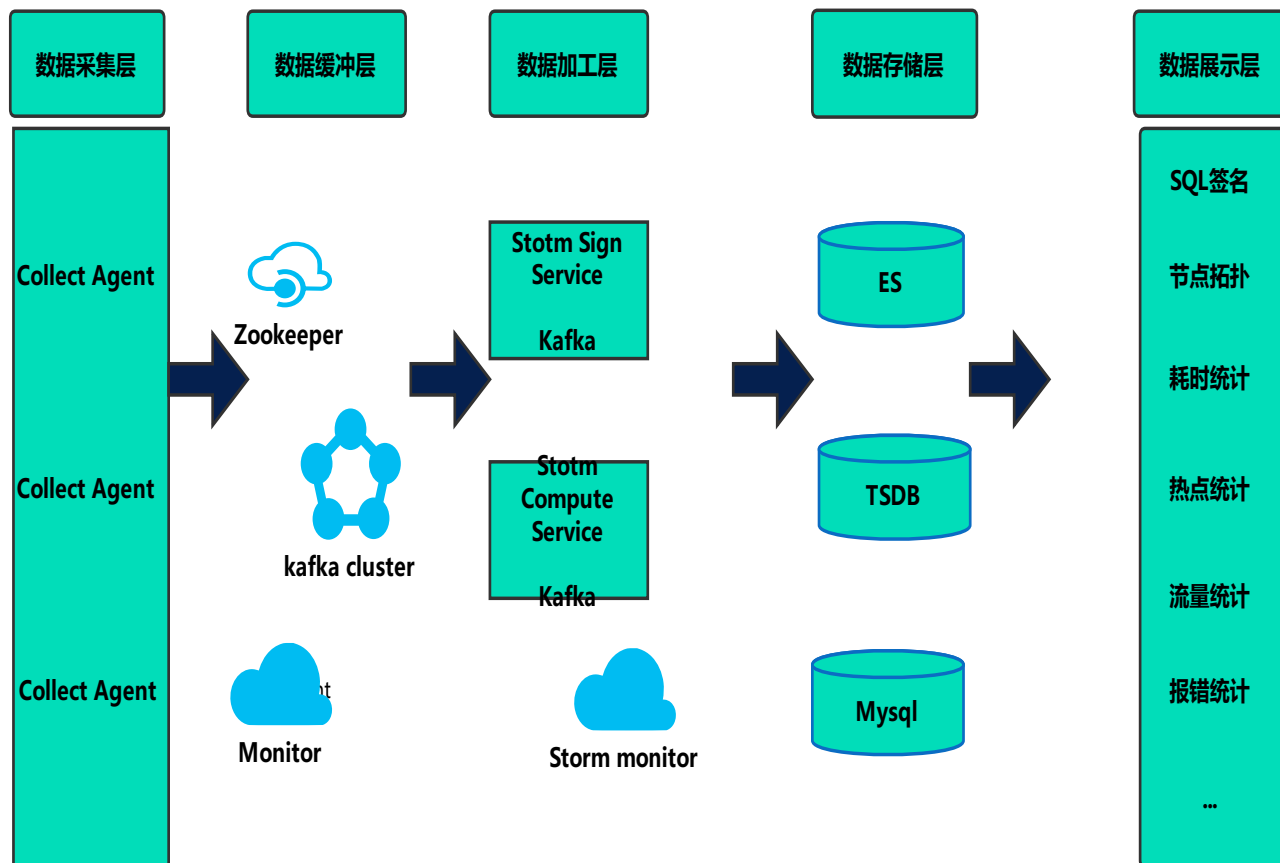 数据采集层
数据缓冲层
数据加工层
数据存储层
数据展示层
Collect Agent
Collect Agent
Collect Agent
Zookeeper
kafka cluster
Monitor
Stotm Sign
Service
Kafka
Stotm
Compute
Service
Kafka
Storm monitor
ES
TSDB
Mysql
SQL签名
节点拓扑
耗时统计
热点统计
流量统计
报错统计
...